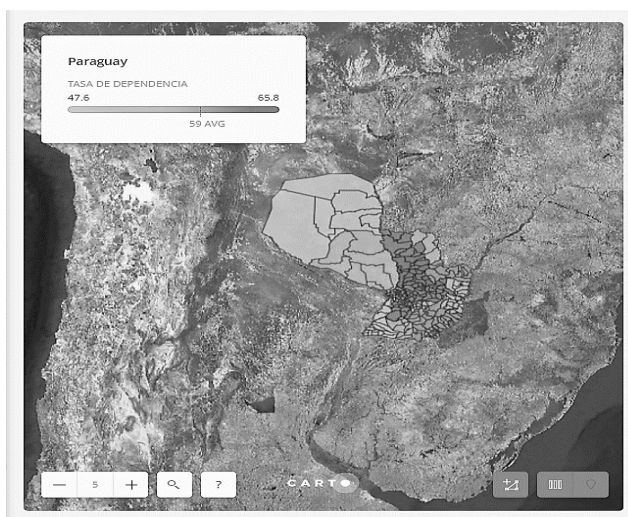 Paraguay
TASA DE DEPENDENCIA
47.6 65.8
59 AVG
— 5 + ?
CARTO